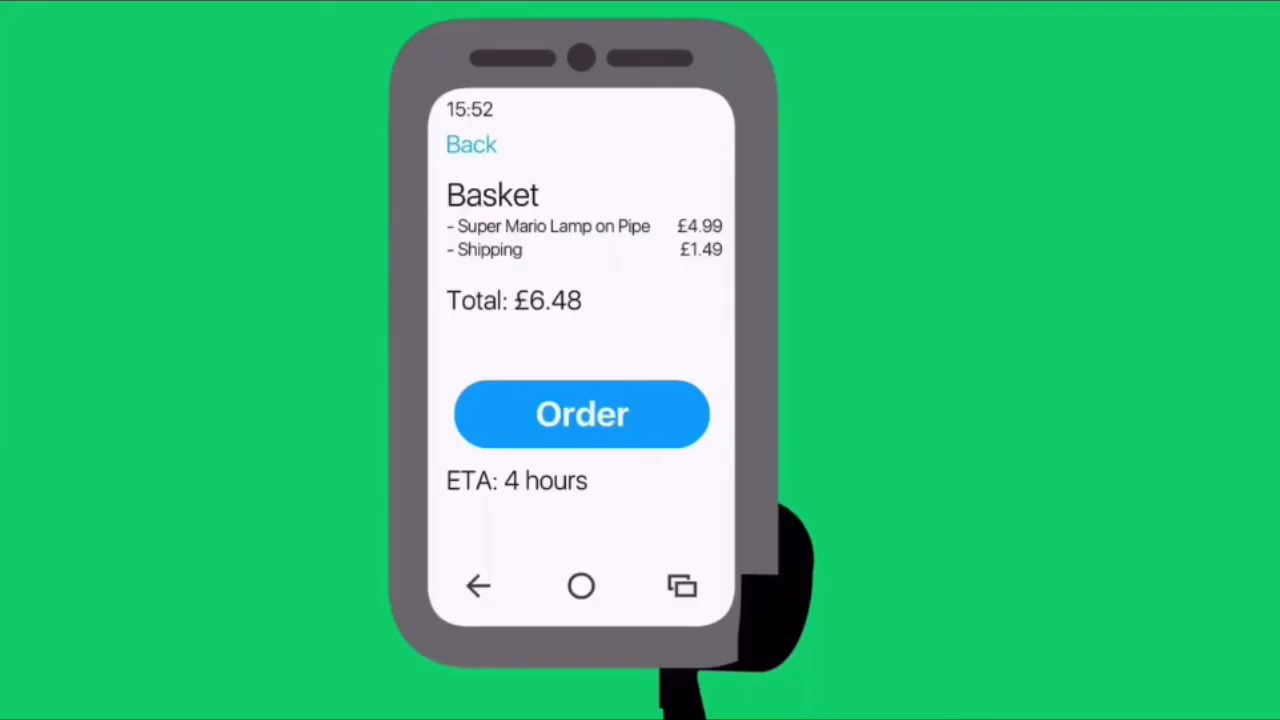 15:52
Back
Basket
- Super Mario Lamp on Pipe £4.99
- Shipping £1.49
Total: £6.48
Order
ETA: 4 hours